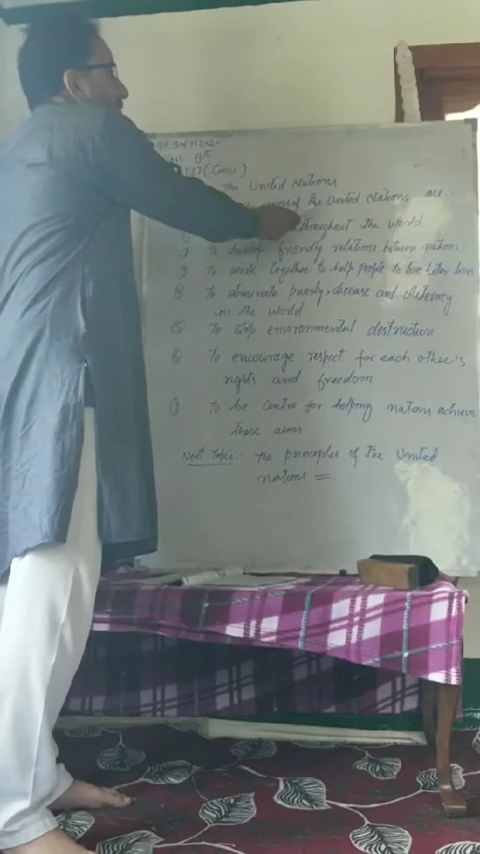 The United Nations
of the United Nations are.
throughout the world
To friendly relations between nations
3) To work together to help people to live better lives
4) To poverty, disease and illiteracy
in the world
5) To stop environmental destruction
6) To encourage respect for each other's
rights and freedom
7) To be centre for helping nations achieve
these aims
Next Topic:- The principles of The United
nations =